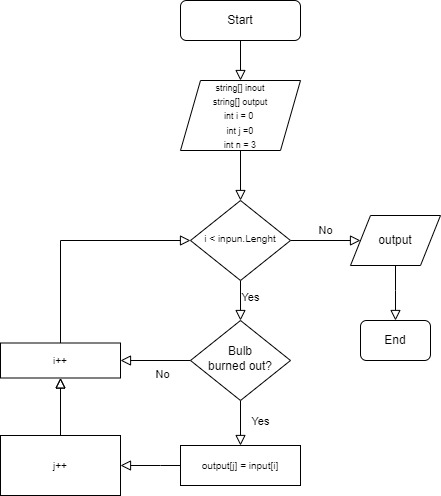 Start
string[] inout
string[] output
int i = 0
int j =0
int n = 3
i < inpun.Lenght
No
output
Yes
End
Bulb
burned out?
i++
No
Yes
j++
output[j] = input[i]